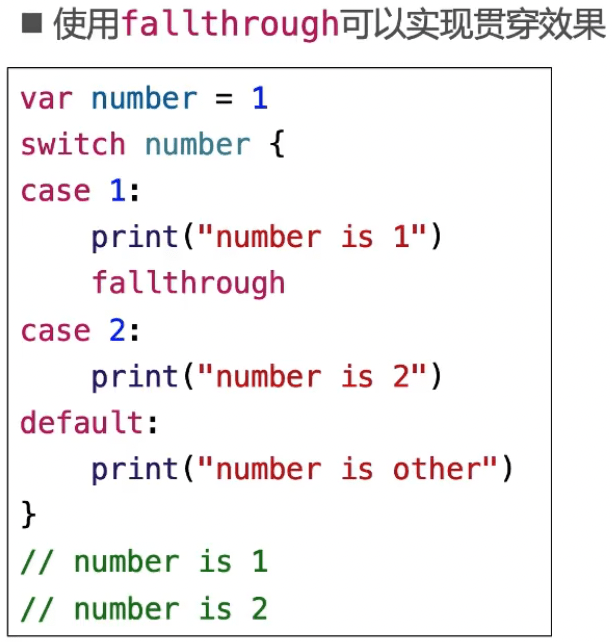 ■ 使用fallthrough可以实现贯穿效果
var number = 1
switch number {
case 1:
    print("number is 1")
    fallthrough
case 2:
    print("number is 2")
default:
    print("number is other")
}
// number is 1
// number is 2